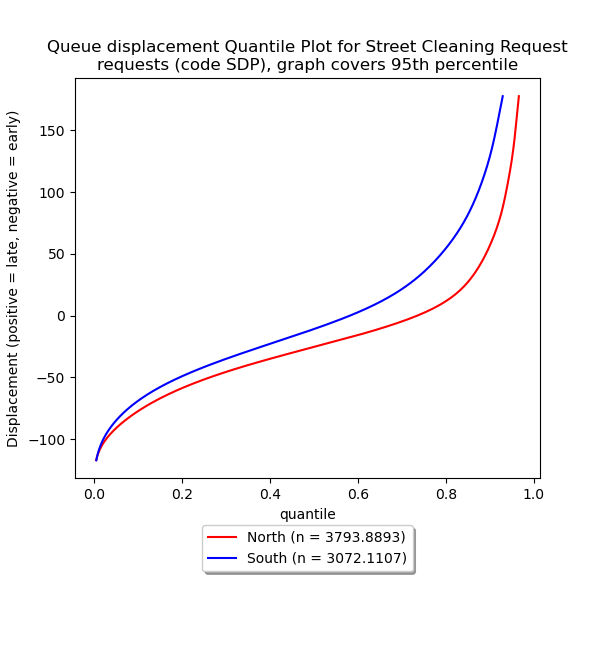 Queue displacement Quantile Plot for Street Cleaning Request
requests (code SDP), graph covers 95th percentile
Displacement (positive = late, negative = early)
150
100
50
0
−50
−100
0.0
0.2
0.4
0.6
0.8
1.0
quantile
North (n = 3793.8893)
South (n = 3072.1107)